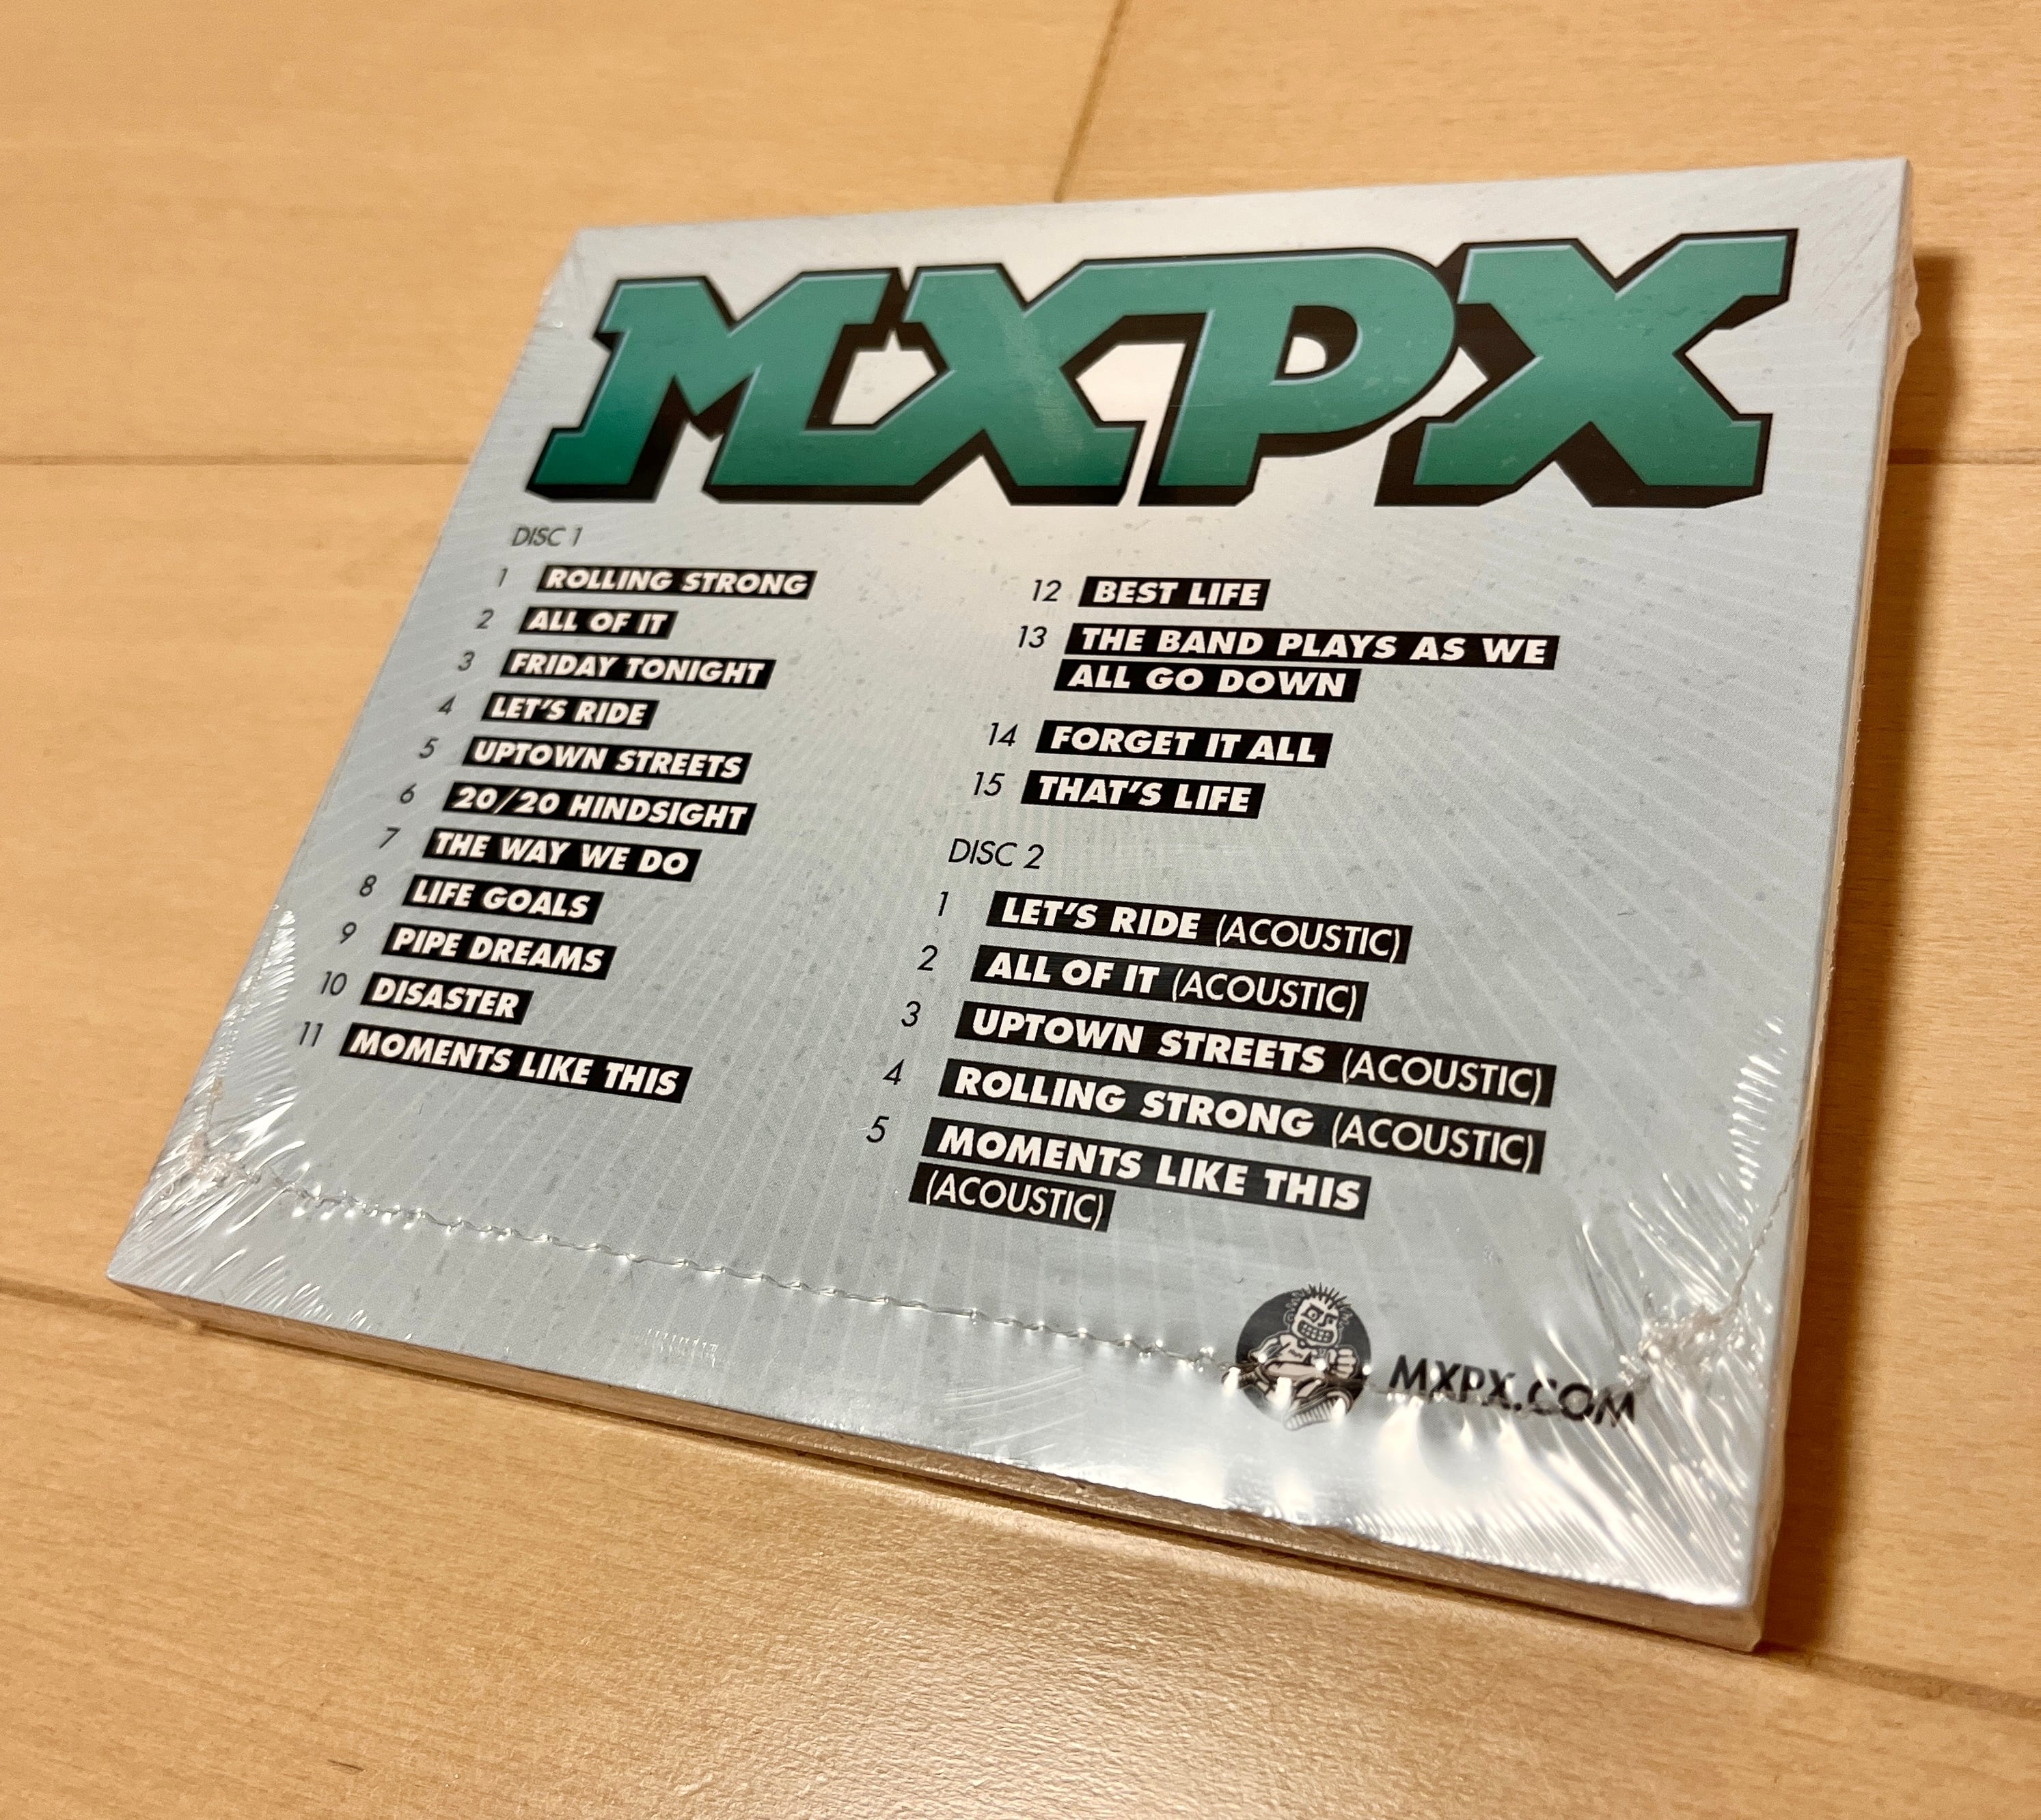 MXPX
DISC 1
1 ROLLING STRONG
2 ALL OF IT
3 FRIDAY TONIGHT
4 LET'S RIDE
5 UPTOWN STREETS
6 20/20 HINDSIGHT
7 THE WAY WE DO
8 LIFE GOALS
9 PIPE DREAMS
10 DISASTER
11 MOMENTS LIKE THIS
12 BEST LIFE
13 THE BAND PLAYS AS WE
ALL GO DOWN
14 FORGET IT ALL
15 THAT'S LIFE
DISC 2
1 LET'S RIDE (ACOUSTIC)
2 ALL OF IT (ACOUSTIC)
3 UPTOWN STREETS (ACOUSTIC)
4 ROLLING STRONG (ACOUSTIC)
5 MOMENTS LIKE THIS
(ACOUSTIC)
MXPX.COM